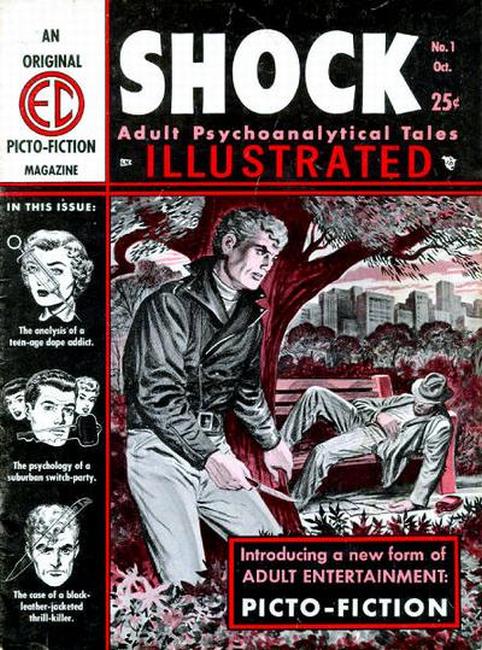 AN
ORIGINAL
EC
PICTO-FICTION
MAGAZINE
SHOCK
No. 1
Oct.
25¢
Adult Psychoanalytical Tales
ILLUSTRATED
IN THIS ISSUE:
The analysis of a
teen-age dope addict.
The psychology of a
suburban switch-party.
The case of a black-
leather-jacketed
thrill-killer.
Introducing a new form of
ADULT ENTERTAINMENT:
PICTO-FICTION